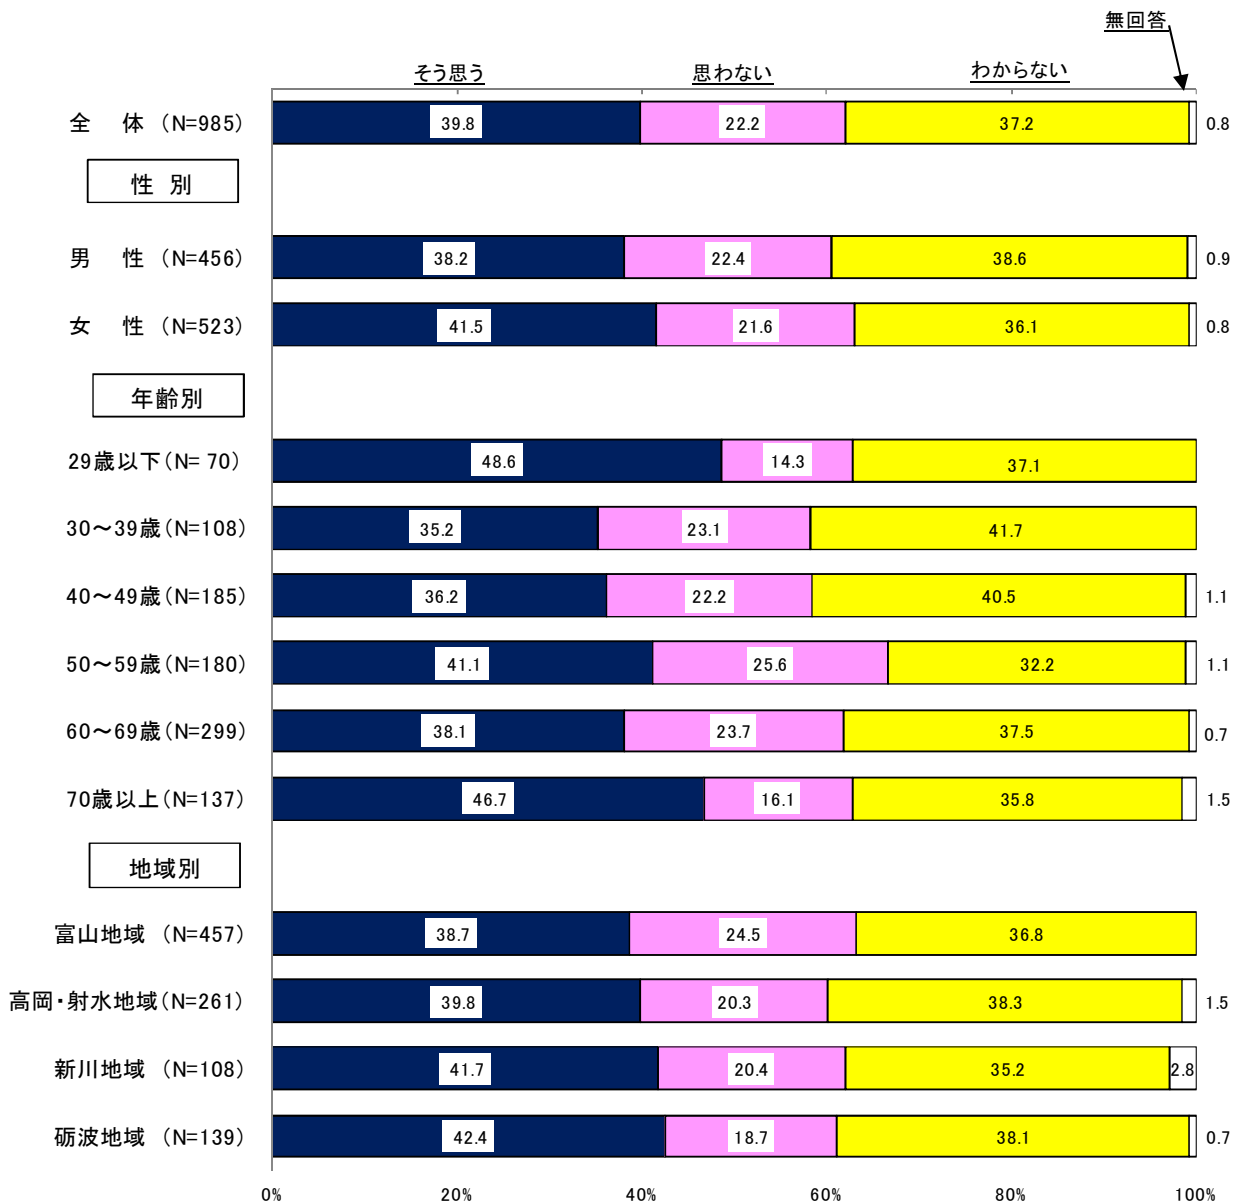 無回答
そう思う 思わない わからない
全 体 (N=985) 39.8 22.2 37.2 0.8
性 別
男 性 (N=456) 38.2 22.4 38.6 0.9
女 性 (N=523) 41.5 21.6 36.1 0.8
年齢別
29歳以下(N= 70) 48.6 14.3 37.1
30～39歳(N=108) 35.2 23.1 41.7
40～49歳(N=185) 36.2 22.2 40.5 1.1
50～59歳(N=180) 41.1 25.6 32.2 1.1
60～69歳(N=299) 38.1 23.7 37.5 0.7
70歳以上(N=137) 46.7 16.1 35.8 1.5
地域別
富山地域 (N=457) 38.7 24.5 36.8
高岡・射水地域(N=261) 39.8 20.3 38.3 1.5
新川地域 (N=108) 41.7 20.4 35.2 2.8
砺波地域 (N=139) 42.4 18.7 38.1 0.7
0% 20% 40% 60% 80% 100%